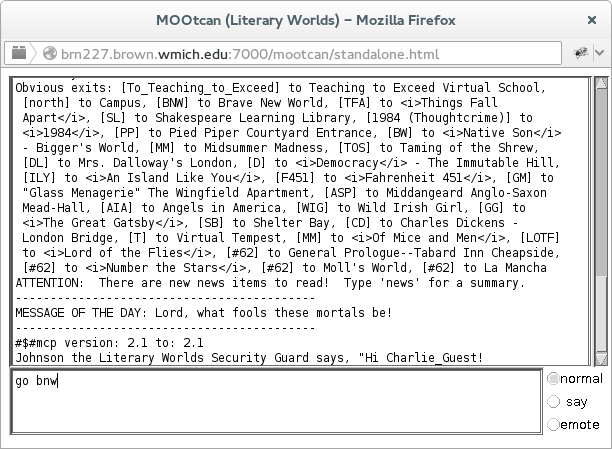 MOOtcan (Literary Worlds) – Mozilla Firefox
brn227.brown.wmich.edu:7000/mootcan/standalone.html
Obvious exits: [To_Teaching_to_Exceed] to Teaching to Exceed Virtual School,
[north] to Campus, [BNW] to Brave New World, [TFA] to <i>Things Fall
Apart</i>, [SL] to Shakespeare Learning Library, [1984 (Thoughtcrime)] to
<i>1984</i>, [PP] to Pied Piper Courtyard Entrance, [BW] to <i>Native Son</i>
- Bigger's World, [MM] to Midsummer Madness, [TOS] to Taming of the Shrew,
[DL] to Mrs. Dalloway's London, [D] to <i>Democracy</i> - The Immutable Hill,
[ILY] to <i>An Island Like You</i>, [F451] to <i>Fahrenheit 451</i>, [GM] to
"Glass Menagerie" The Wingfield Apartment, [ASP] to Middangeard Anglo-Saxon
Mead-Hall, [AIA] to Angels in America, [WIG] to Wild Irish Girl, [GG] to
<i>The Great Gatsby</i>, [SB] to Shelter Bay, [CD] to Charles Dickens -
London Bridge, [T] to Virtual Tempest, [MM] to <i>Of Mice and Men</i>, [LOTF]
to <i>Lord of the Flies</i>, [#62] to General Prologue--Tabard Inn Cheapside,
[#62] to <i>Number the Stars</i>, [#62] to Moll's World, [#62] to La Mancha
ATTENTION:  There are new news items to read!  Type 'news' for a summary.
----------------------------------------
MESSAGE OF THE DAY: Lord, what fools these mortals be!
----------------------------------------
#$#mcp version: 2.1 to: 2.1
Johnson the Literary Worlds Security Guard says, "Hi Charlie_Guest!
go bnw
normal
say
emote